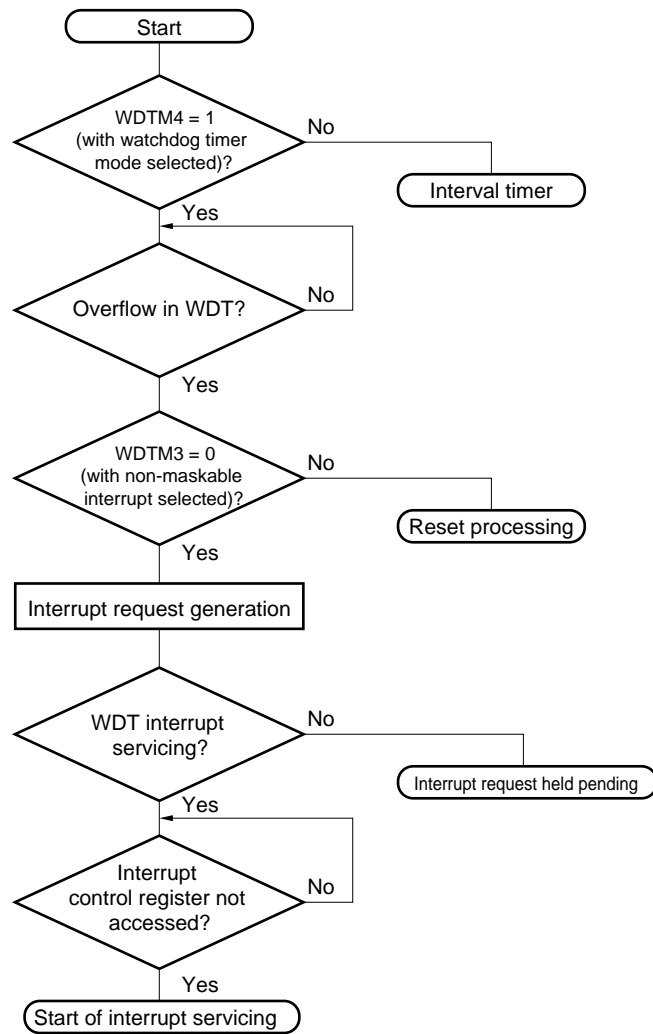 Start
WDTM4 = 1
(with watchdog timer
mode selected)?
No
Interval timer
Yes
Overflow in WDT?
No
Yes
WDTM3 = 0
(with non-maskable
interrupt selected)?
No
Reset processing
Yes
Interrupt request generation
WDT interrupt
servicing?
No
Interrupt request held pending
Yes
Interrupt
control register not
accessed?
No
Yes
Start of interrupt servicing